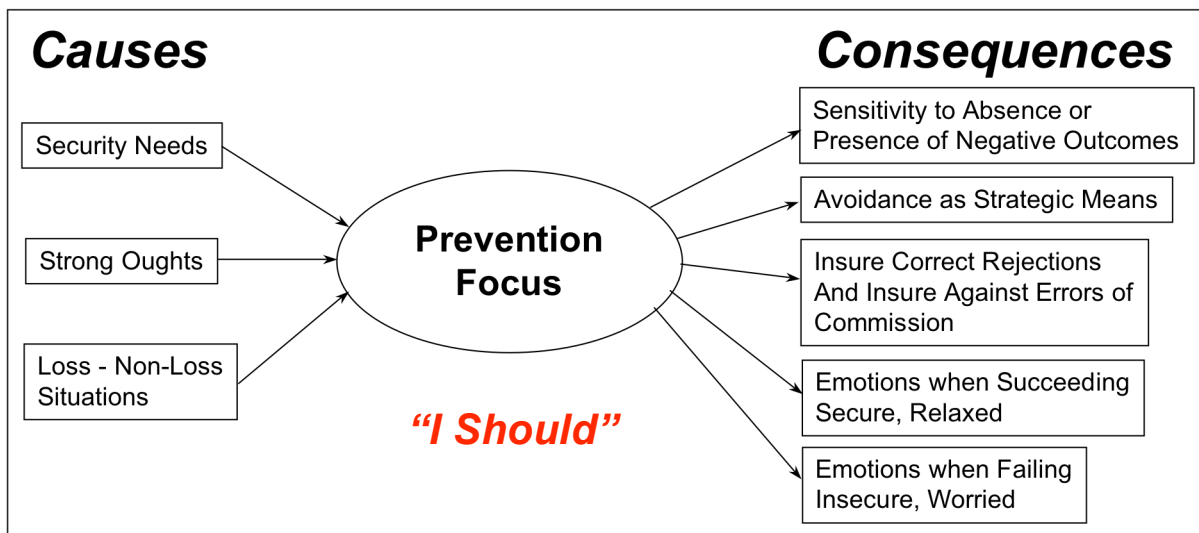 Causes
Consequences
Security Needs
Strong Oughts
Loss - Non-Loss
Situations
Prevention
Focus
“I Should”
Sensitivity to Absence or
Presence of Negative Outcomes
Avoidance as Strategic Means
Insure Correct Rejections
And Insure Against Errors of
Commission
Emotions when Succeeding
Secure, Relaxed
Emotions when Failing
Insecure, Worried